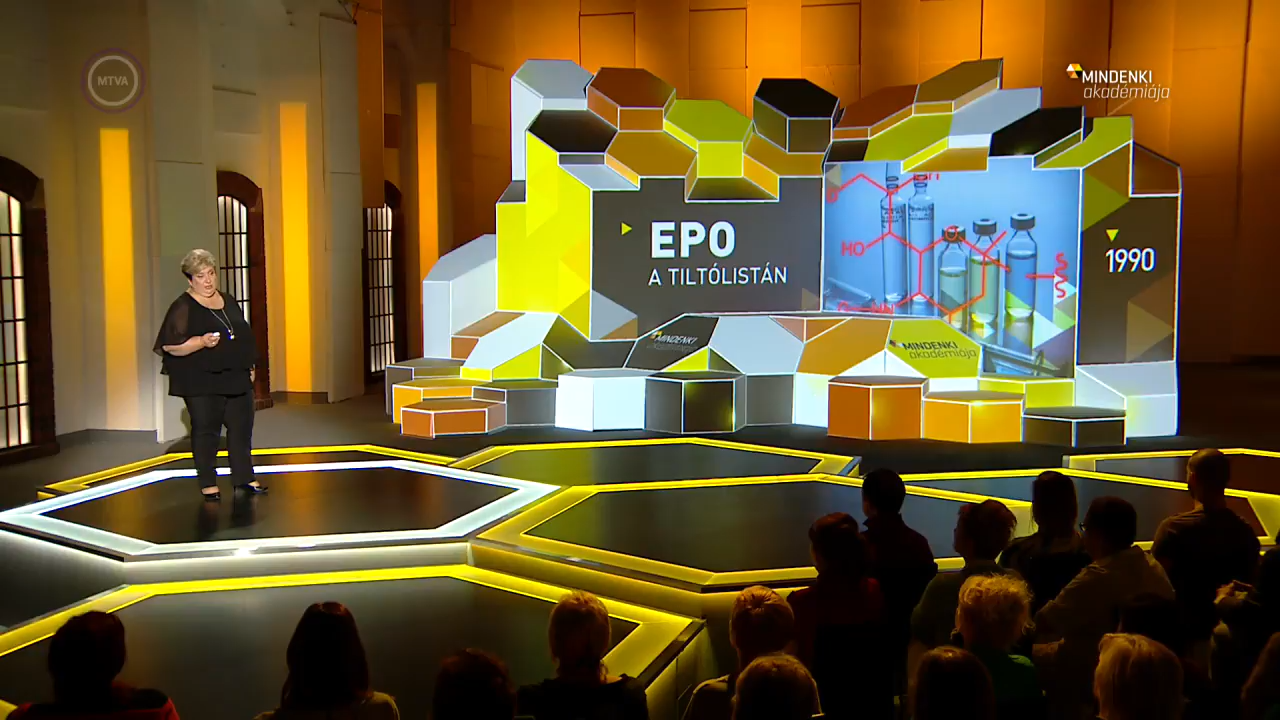 MTVA
MINDENKI
akadémiája
EPO
A TILTÓLISTÁN
HO
1990
S
S
MINDENKI
akadémiája
MINDENKI
akadémiája